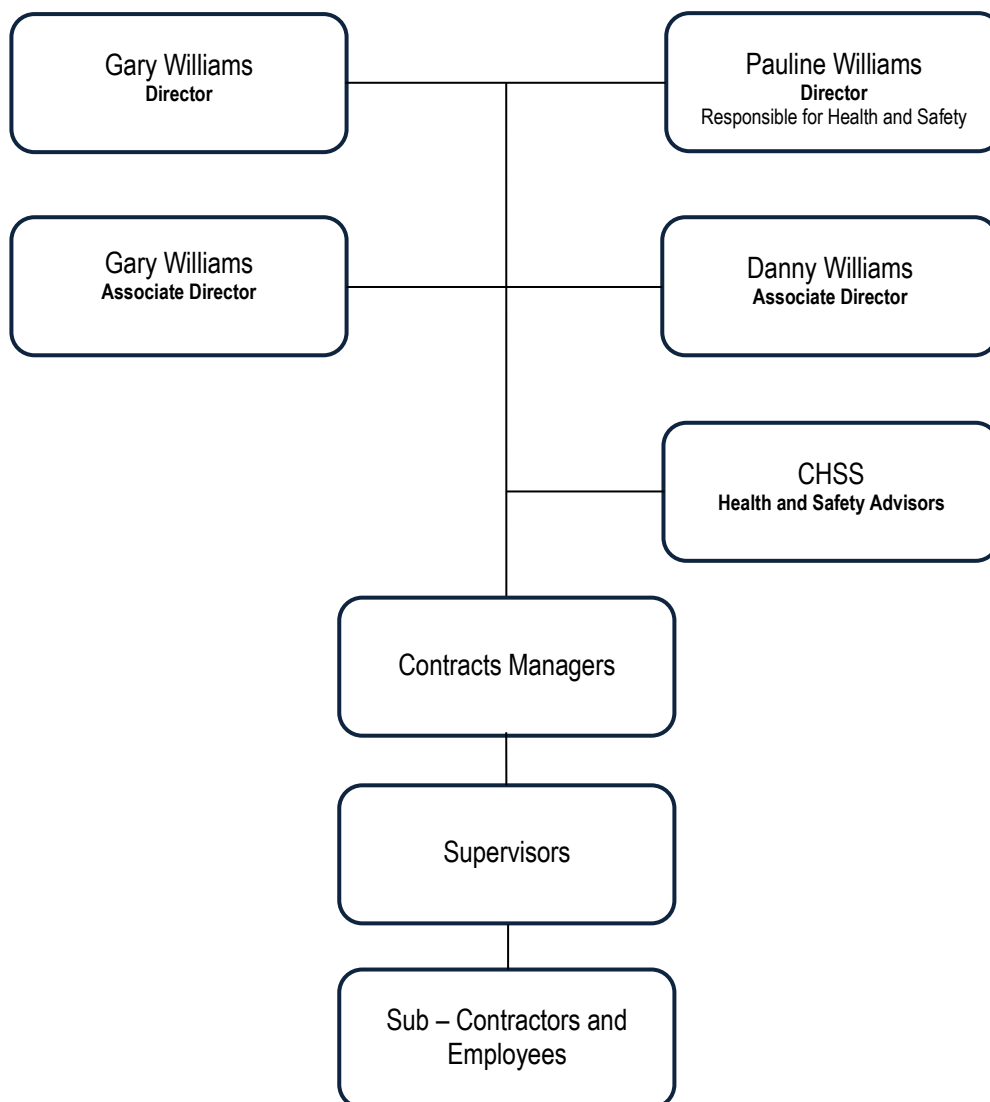 Gary Williams
Director
Pauline Williams
Director
Responsible for Health and Safety
Gary Williams
Associate Director
Danny Williams
Associate Director
CHSS
Health and Safety Advisors
Contracts Managers
Supervisors
Sub – Contractors and
Employees